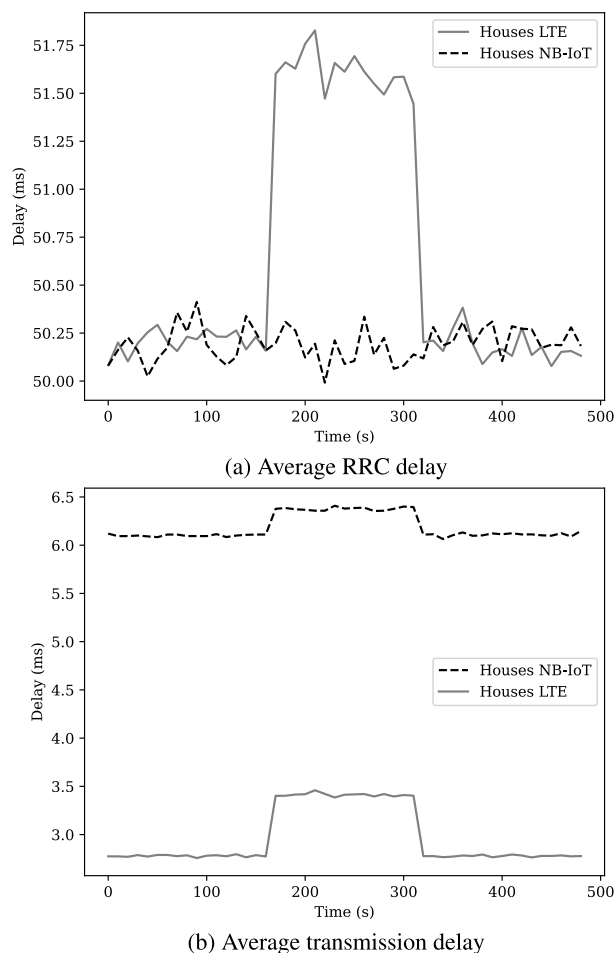 51.75
51.50
51.25
51.00
50.75
50.50
50.25
50.00
Delay (ms)
Houses LTE
Houses NB-IoT
0 100 200 300 400 500
Time (s)
(a) Average RRC delay
6.5
6.0
5.5
5.0
4.5
4.0
3.5
3.0
Delay (ms)
Houses NB-IoT
Houses LTE
0 100 200 300 400 500
Time (s)
(b) Average transmission delay